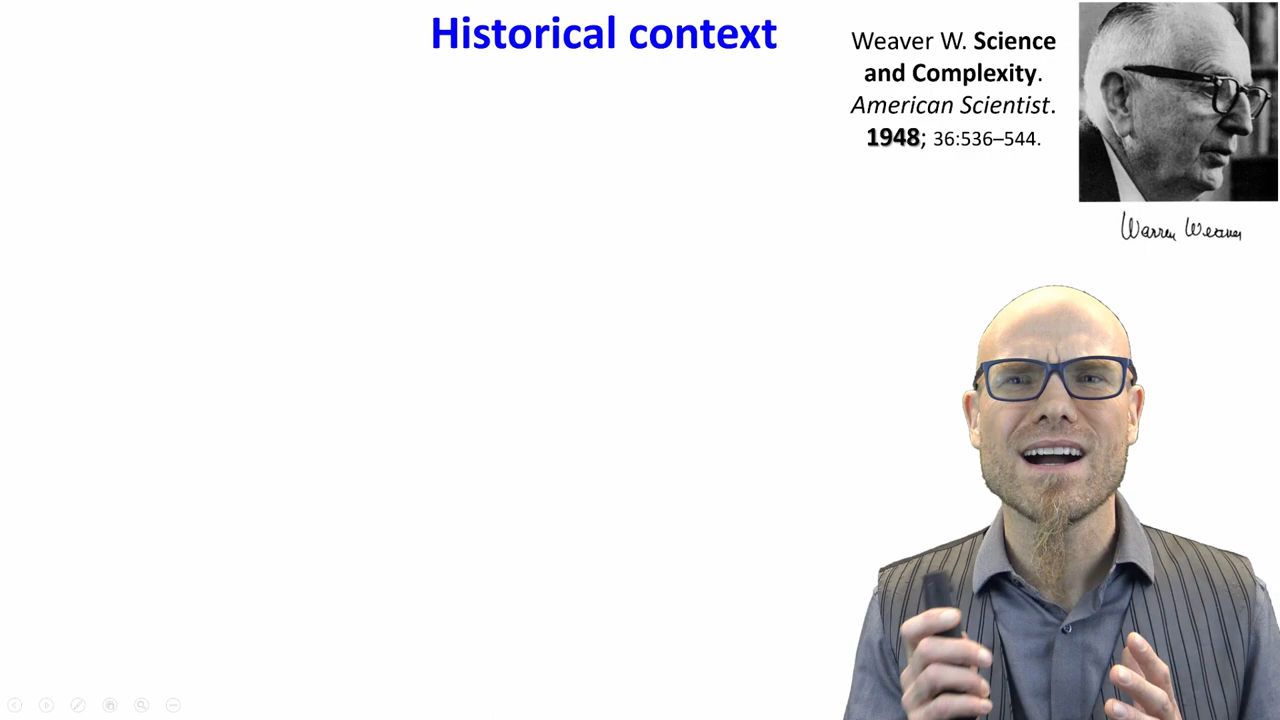 Historical context
Weaver W. Science
and Complexity.
American Scientist.
1948; 36:536–544.
Warren Weaver